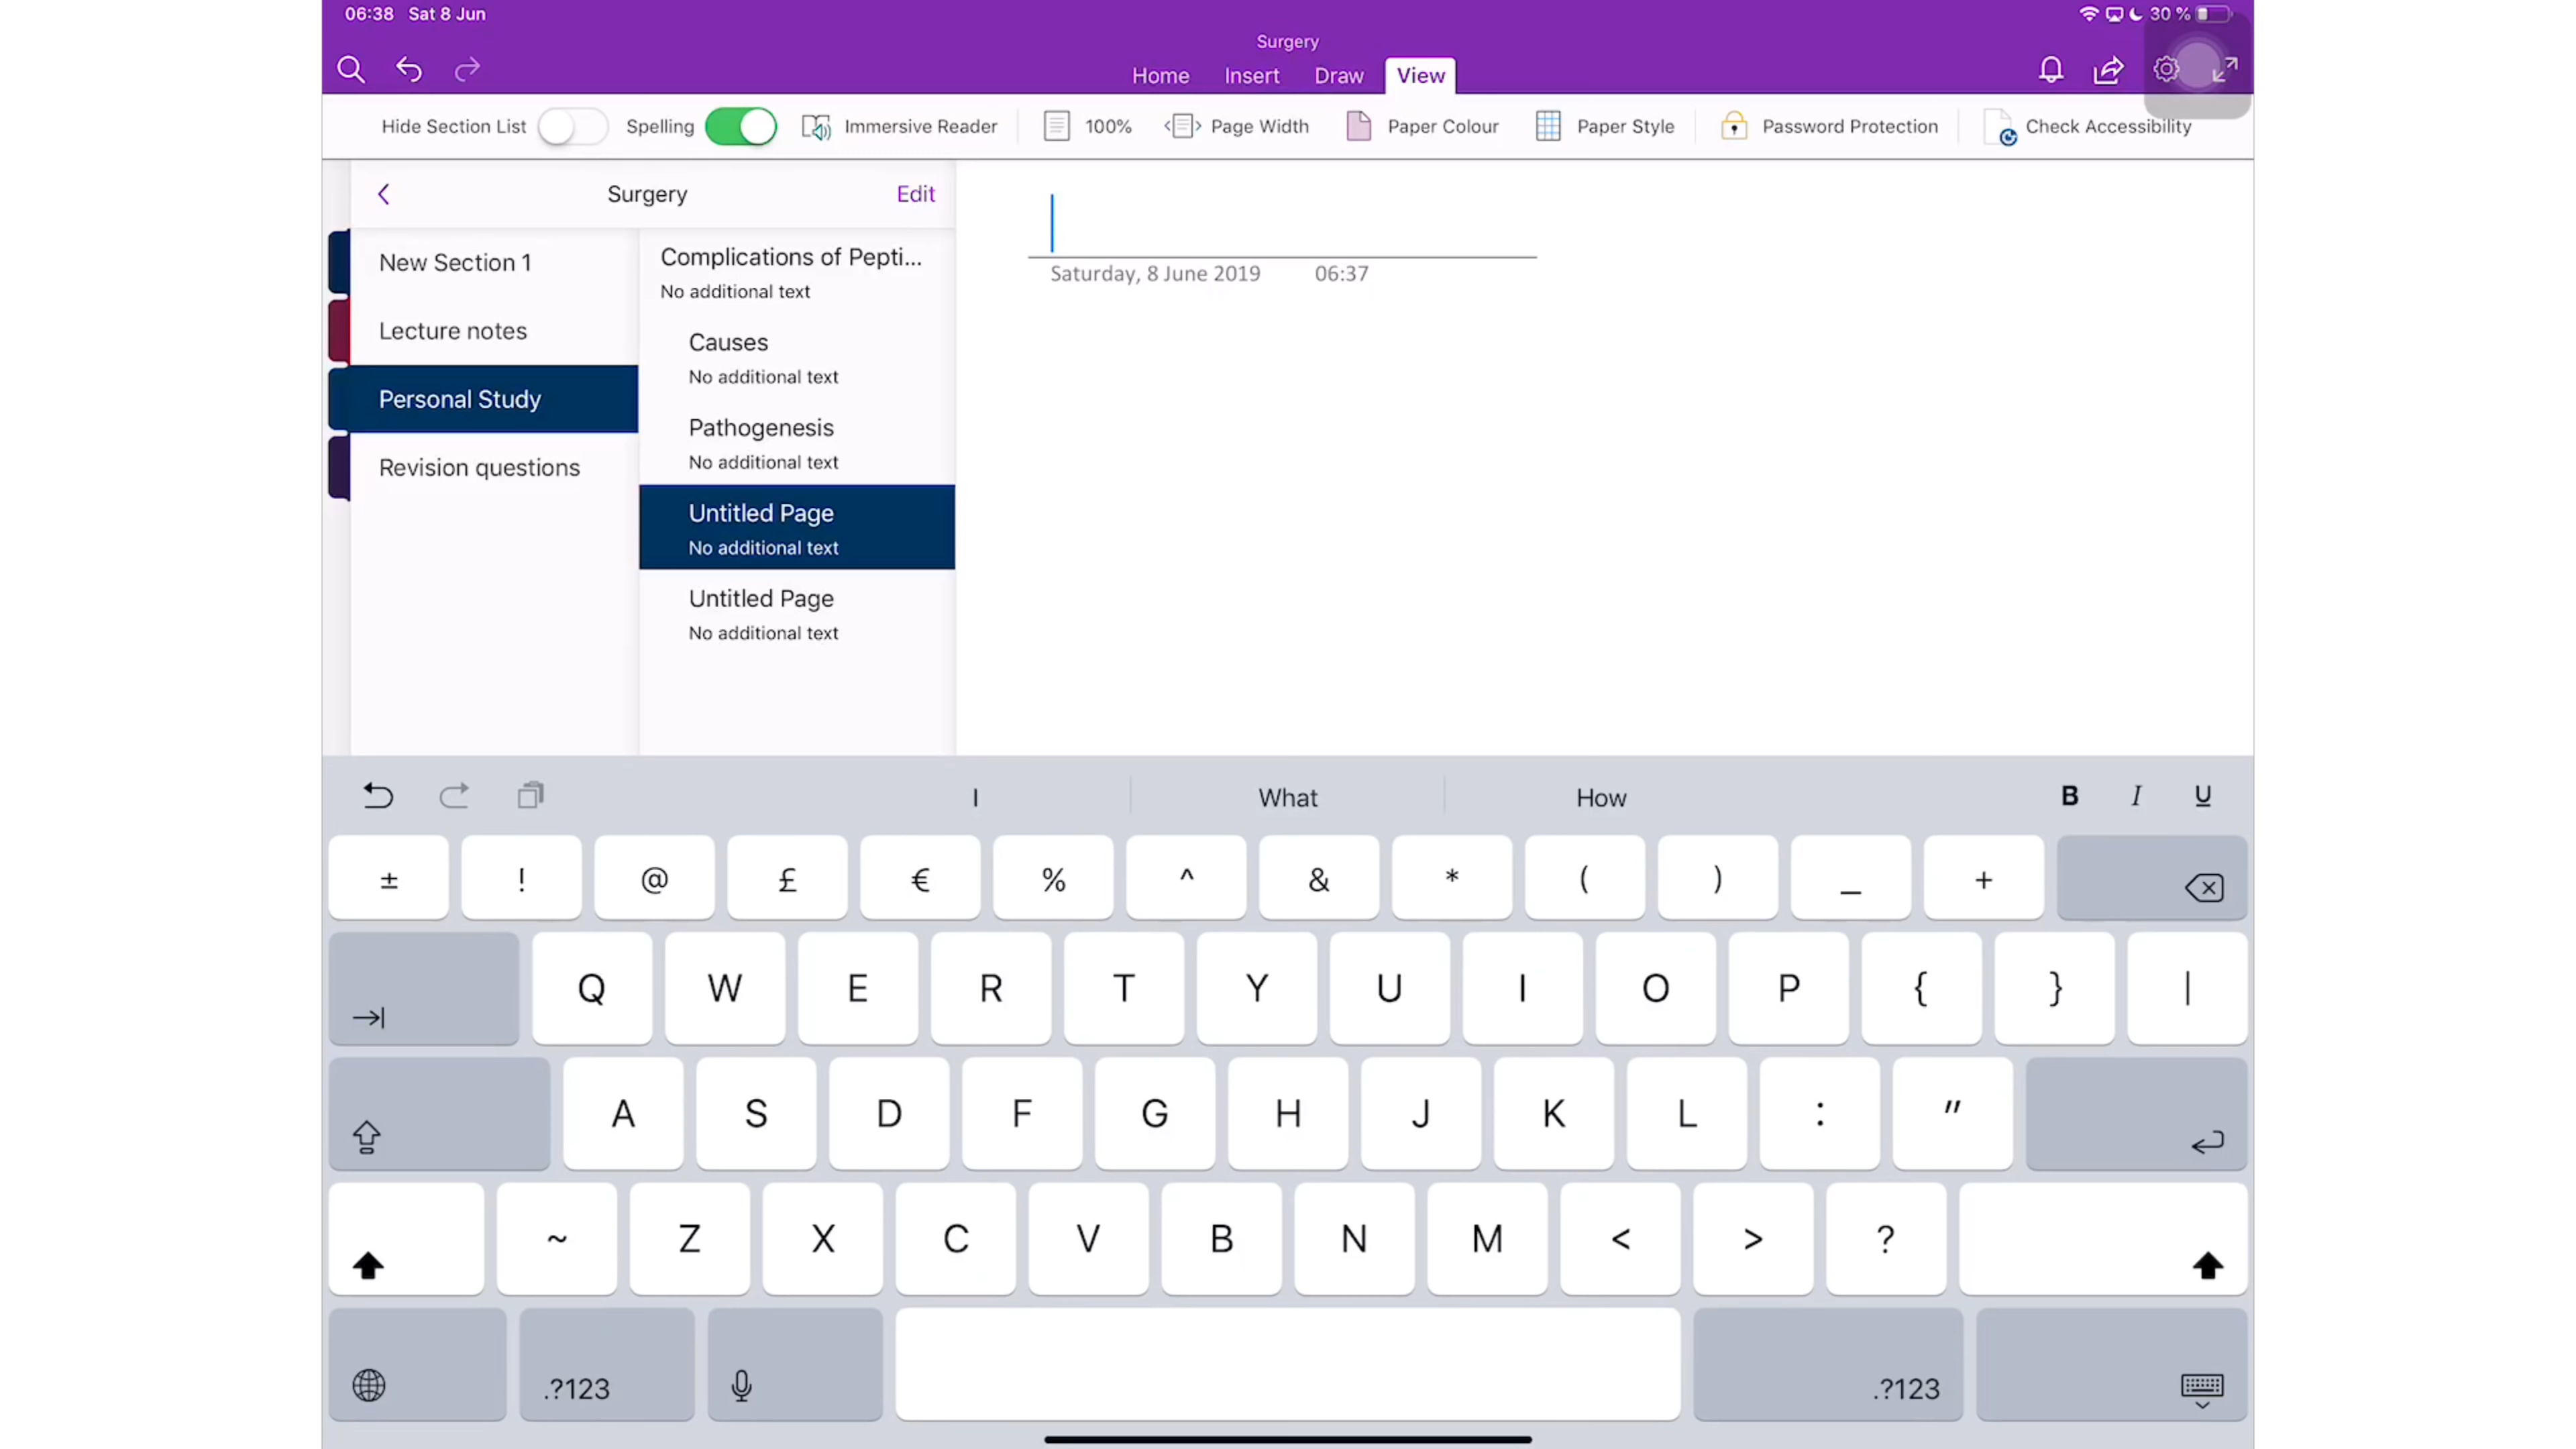 06:38 Sat 8 Jun
30 %
Surgery
Home Insert Draw View
Hide Section List Spelling Immersive Reader 100% Page Width Paper Colour Paper Style Password Protection Check Accessibility
Surgery Edit
New Section 1
Lecture notes
Personal Study
Revision questions
Complications of Pepti...
No additional text
Causes
No additional text
Pathogenesis
No additional text
Untitled Page
No additional text
Untitled Page
No additional text
Saturday, 8 June 2019 06:37
I What How B I U
± ! @ £ € % ^ & * ( ) _ +
Q W E R T Y U I O P { } |
A S D F G H J K L : "
~ Z X C V B N M < > ?
.?123 .?123